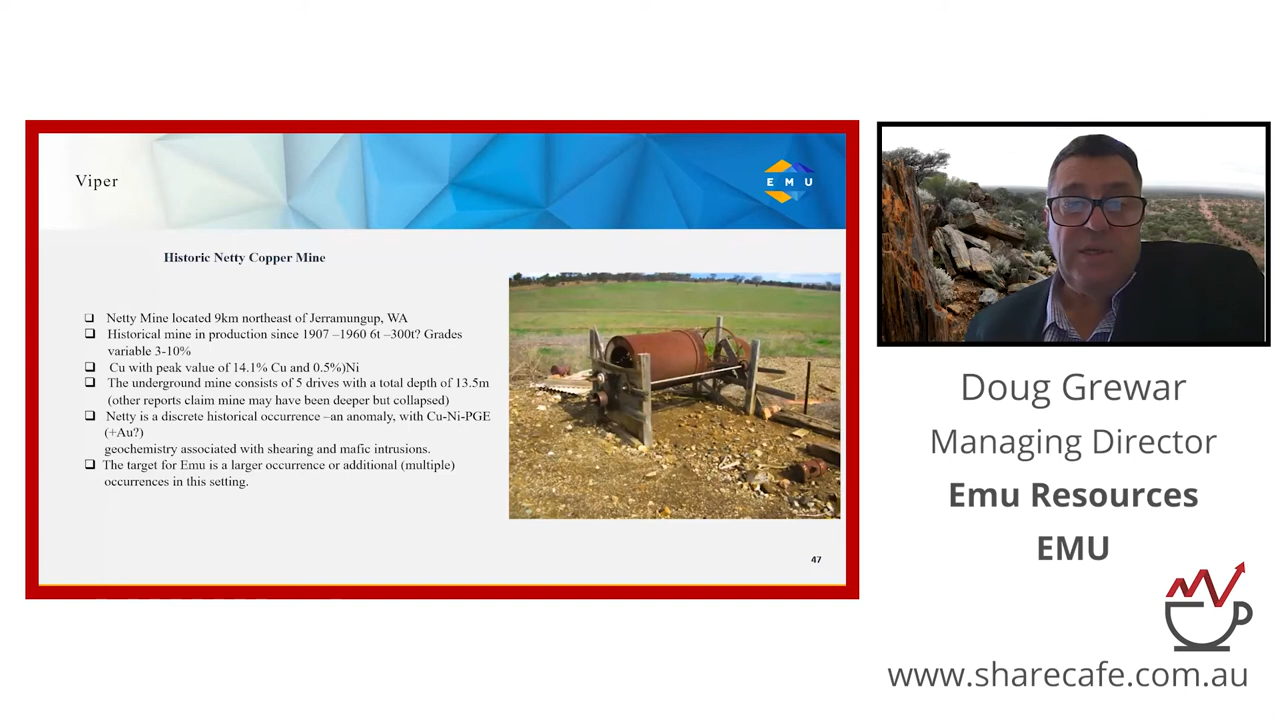 Viper
E M U
Historic Netty Copper Mine
❑ Netty Mine located 9km northeast of Jerramungup, WA
❑ Historical mine in production since 1907 –1960 6t –300t? Grades
variable 3-10%
❑ Cu with peak value of 14.1% Cu and 0.5%)Ni
❑ The underground mine consists of 5 drives with a total depth of 13.5m
(other reports claim mine may have been deeper but collapsed)
❑ Netty is a discrete historical occurrence –an anomaly, with Cu-Ni-PGE
(+Au?)
geochemistry associated with shearing and mafic intrusions.
❑ The target for Emu is a larger occurrence or additional (multiple)
occurrences in this setting.
47
Doug Grewar
Managing Director
Emu Resources
EMU
www.sharecafe.com.au